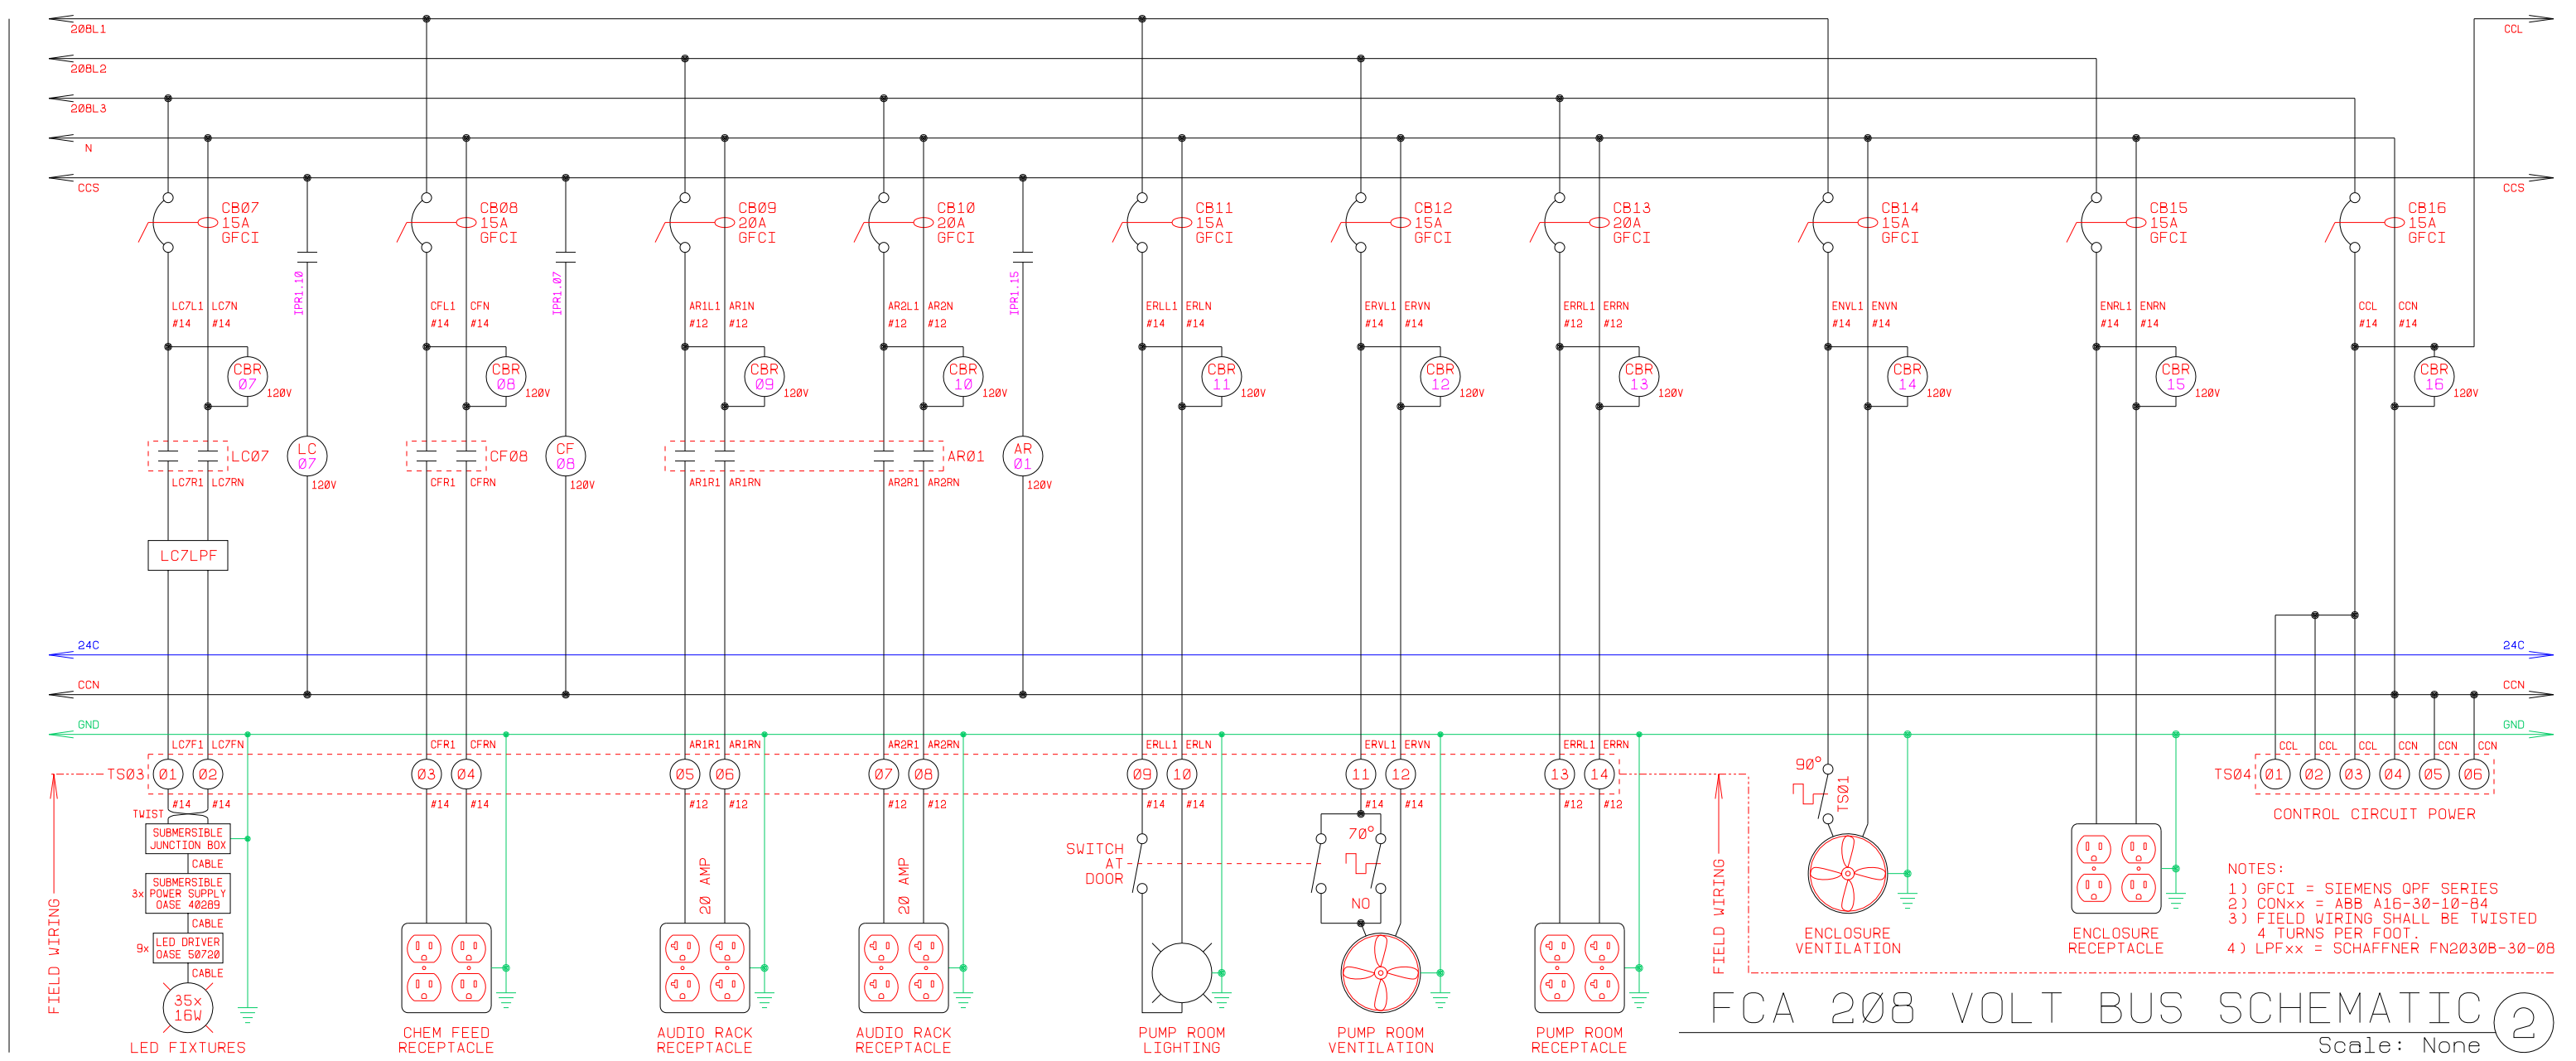 208L1
CCL
208L2
208L3
N
CCS
CCS
CB07
15A
GFCI
CB08
15A
GFCI
CB09
20A
GFCI
CB10
20A
GFCI
CB11
15A
GFCI
CB12
15A
GFCI
CB13
20A
GFCI
CB14
15A
GFCI
CB15
15A
GFCI
CB16
15A
GFCI
IPR1.10
IPR1.07
IPR1.15
LC7L1 LC7N
#14 #14
CFL1 CFN
#14 #14
AR1L1 AR1N
#12 #12
AR2L1 AR2N
#12 #12
ERLL1 ERLN
#14 #14
ERVL1 ERVN
#14 #14
ERRL1 ERRN
#12 #12
ENVL1 ENVN
#14 #14
ENRL1 ENRN
#14 #14
CCL CCN
#14 #14
CBR
07
120V
CBR
08
120V
CBR
09
120V
CBR
10
120V
CBR
11
120V
CBR
12
120V
CBR
13
120V
CBR
14
120V
CBR
15
120V
CBR
16
120V
LC07
LC
07
120V
CF08
CF
08
120V
AR01
AR
01
120V
LC7R1 LC7RN
CFR1 CFRN
AR1R1 AR1RN
AR2R1 AR2RN
LC7LPF
24C
24C
CCN
CCN
GND
GND
LC7F1 LC7FN
CFR1 CFRN
AR1R1 AR1RN
AR2R1 AR2RN
ERLL1 ERLN
ERVL1 ERVN
ERRL1 ERRN
CCL CCL CCL CCN CCN CCN
TS03 01 02 03 04 05 06 07 08 09 10 11 12 13 14
TS04 01 02 03 04 05 06
CONTROL CIRCUIT POWER
#14 #14
#14 #14
#12 #12
#12 #12
#14 #14
#14 #14
#12 #12
FIELD WIRING
TWIST
SUBMERSIBLE
JUNCTION BOX
CABLE
3x
SUBMERSIBLE
POWER SUPPLY
OASE 40289
CABLE
9x
LED DRIVER
OASE 50720
CABLE
35x
16W
LED FIXTURES
CHEM FEED
RECEPTACLE
20 AMP
AUDIO RACK
RECEPTACLE
20 AMP
AUDIO RACK
RECEPTACLE
SWITCH
AT
DOOR
PUMP ROOM
LIGHTING
70°
NO
PUMP ROOM
VENTILATION
PUMP ROOM
RECEPTACLE
FIELD WIRING
90°
TS01
ENCLOSURE
VENTILATION
ENCLOSURE
RECEPTACLE
NOTES:
1) GFCI = SIEMENS QPF SERIES
2) CONxx = ABB A16-30-10-84
3) FIELD WIRING SHALL BE TWISTED
4 TURNS PER FOOT.
4) LPFxx = SCHAFFNER FN2030B-30-08
FCA 208 VOLT BUS SCHEMATIC 2
Scale: None